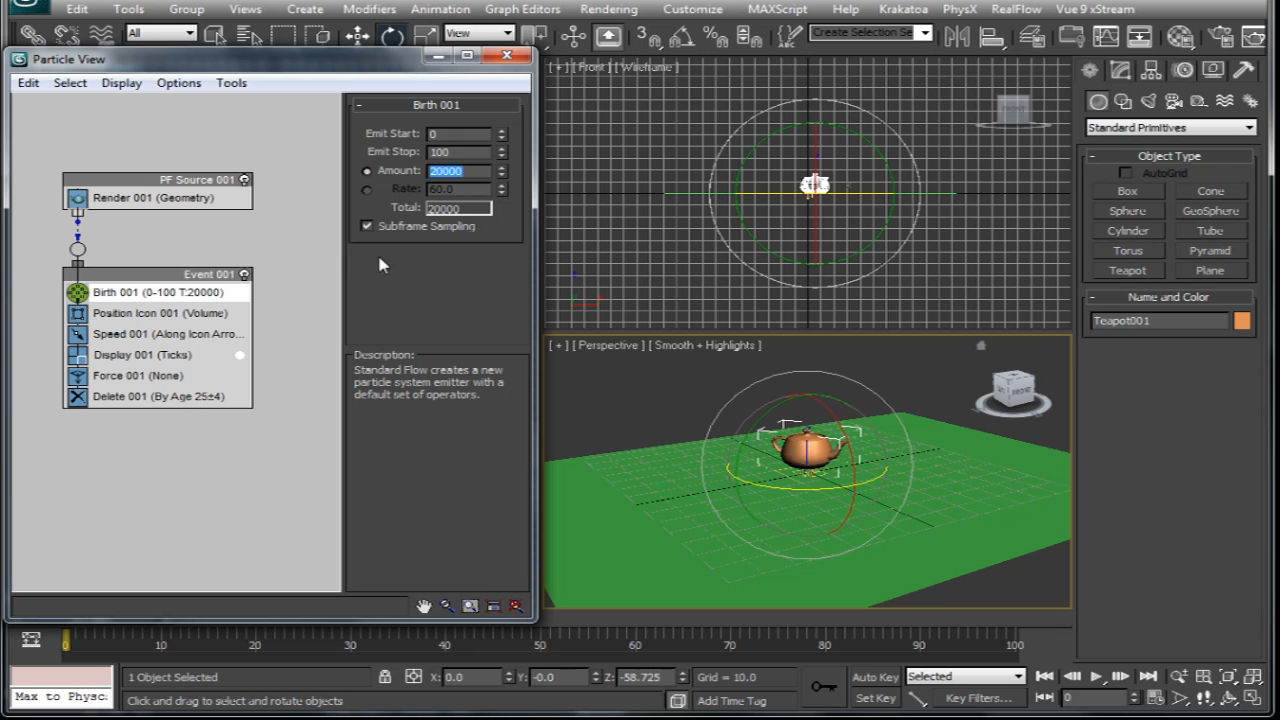 Edit Tools Group Views Create Modifiers Animation Graph Editors Rendering Customize MAXScript Help Krakatoa PhysX RealFlow Vue 9 xStream
All View Create Selection Se
Particle View
Edit Select Display Options Tools
Birth 001
Emit Start: 0
Emit Stop: 100
Amount: 20000
Rate: 60.0
Total: 20000
Subframe Sampling
PF Source 001
Render 001 (Geometry)
Event 001
Birth 001 (0-100 T:20000)
Position Icon 001 (Volume)
Speed 001 (Along Icon Arro...
Display 001 (Ticks)
Force 001 (None)
Delete 001 (By Age 25±4)
Description:
Standard Flow creates a new
particle system emitter with a
default set of operators.
[ + ] [ Front ] [ Wireframe ]
FRONT
[ + ] [ Perspective ] [ Smooth + Highlights ]
FRONT
Standard Primitives
Object Type
AutoGrid
Box Cone
Sphere GeoSphere
Cylinder Tube
Torus Pyramid
Teapot Plane
Name and Color
Teapot001
0 10 20 30 40 50 60 70 80 90 100
1 Object Selected X: 0.0 Y: -0.0 Z: -58.725 Grid = 10.0 Auto Key Selected
Max to Physc. Click and drag to select and rotate objects Add Time Tag Set Key Key Filters... 0